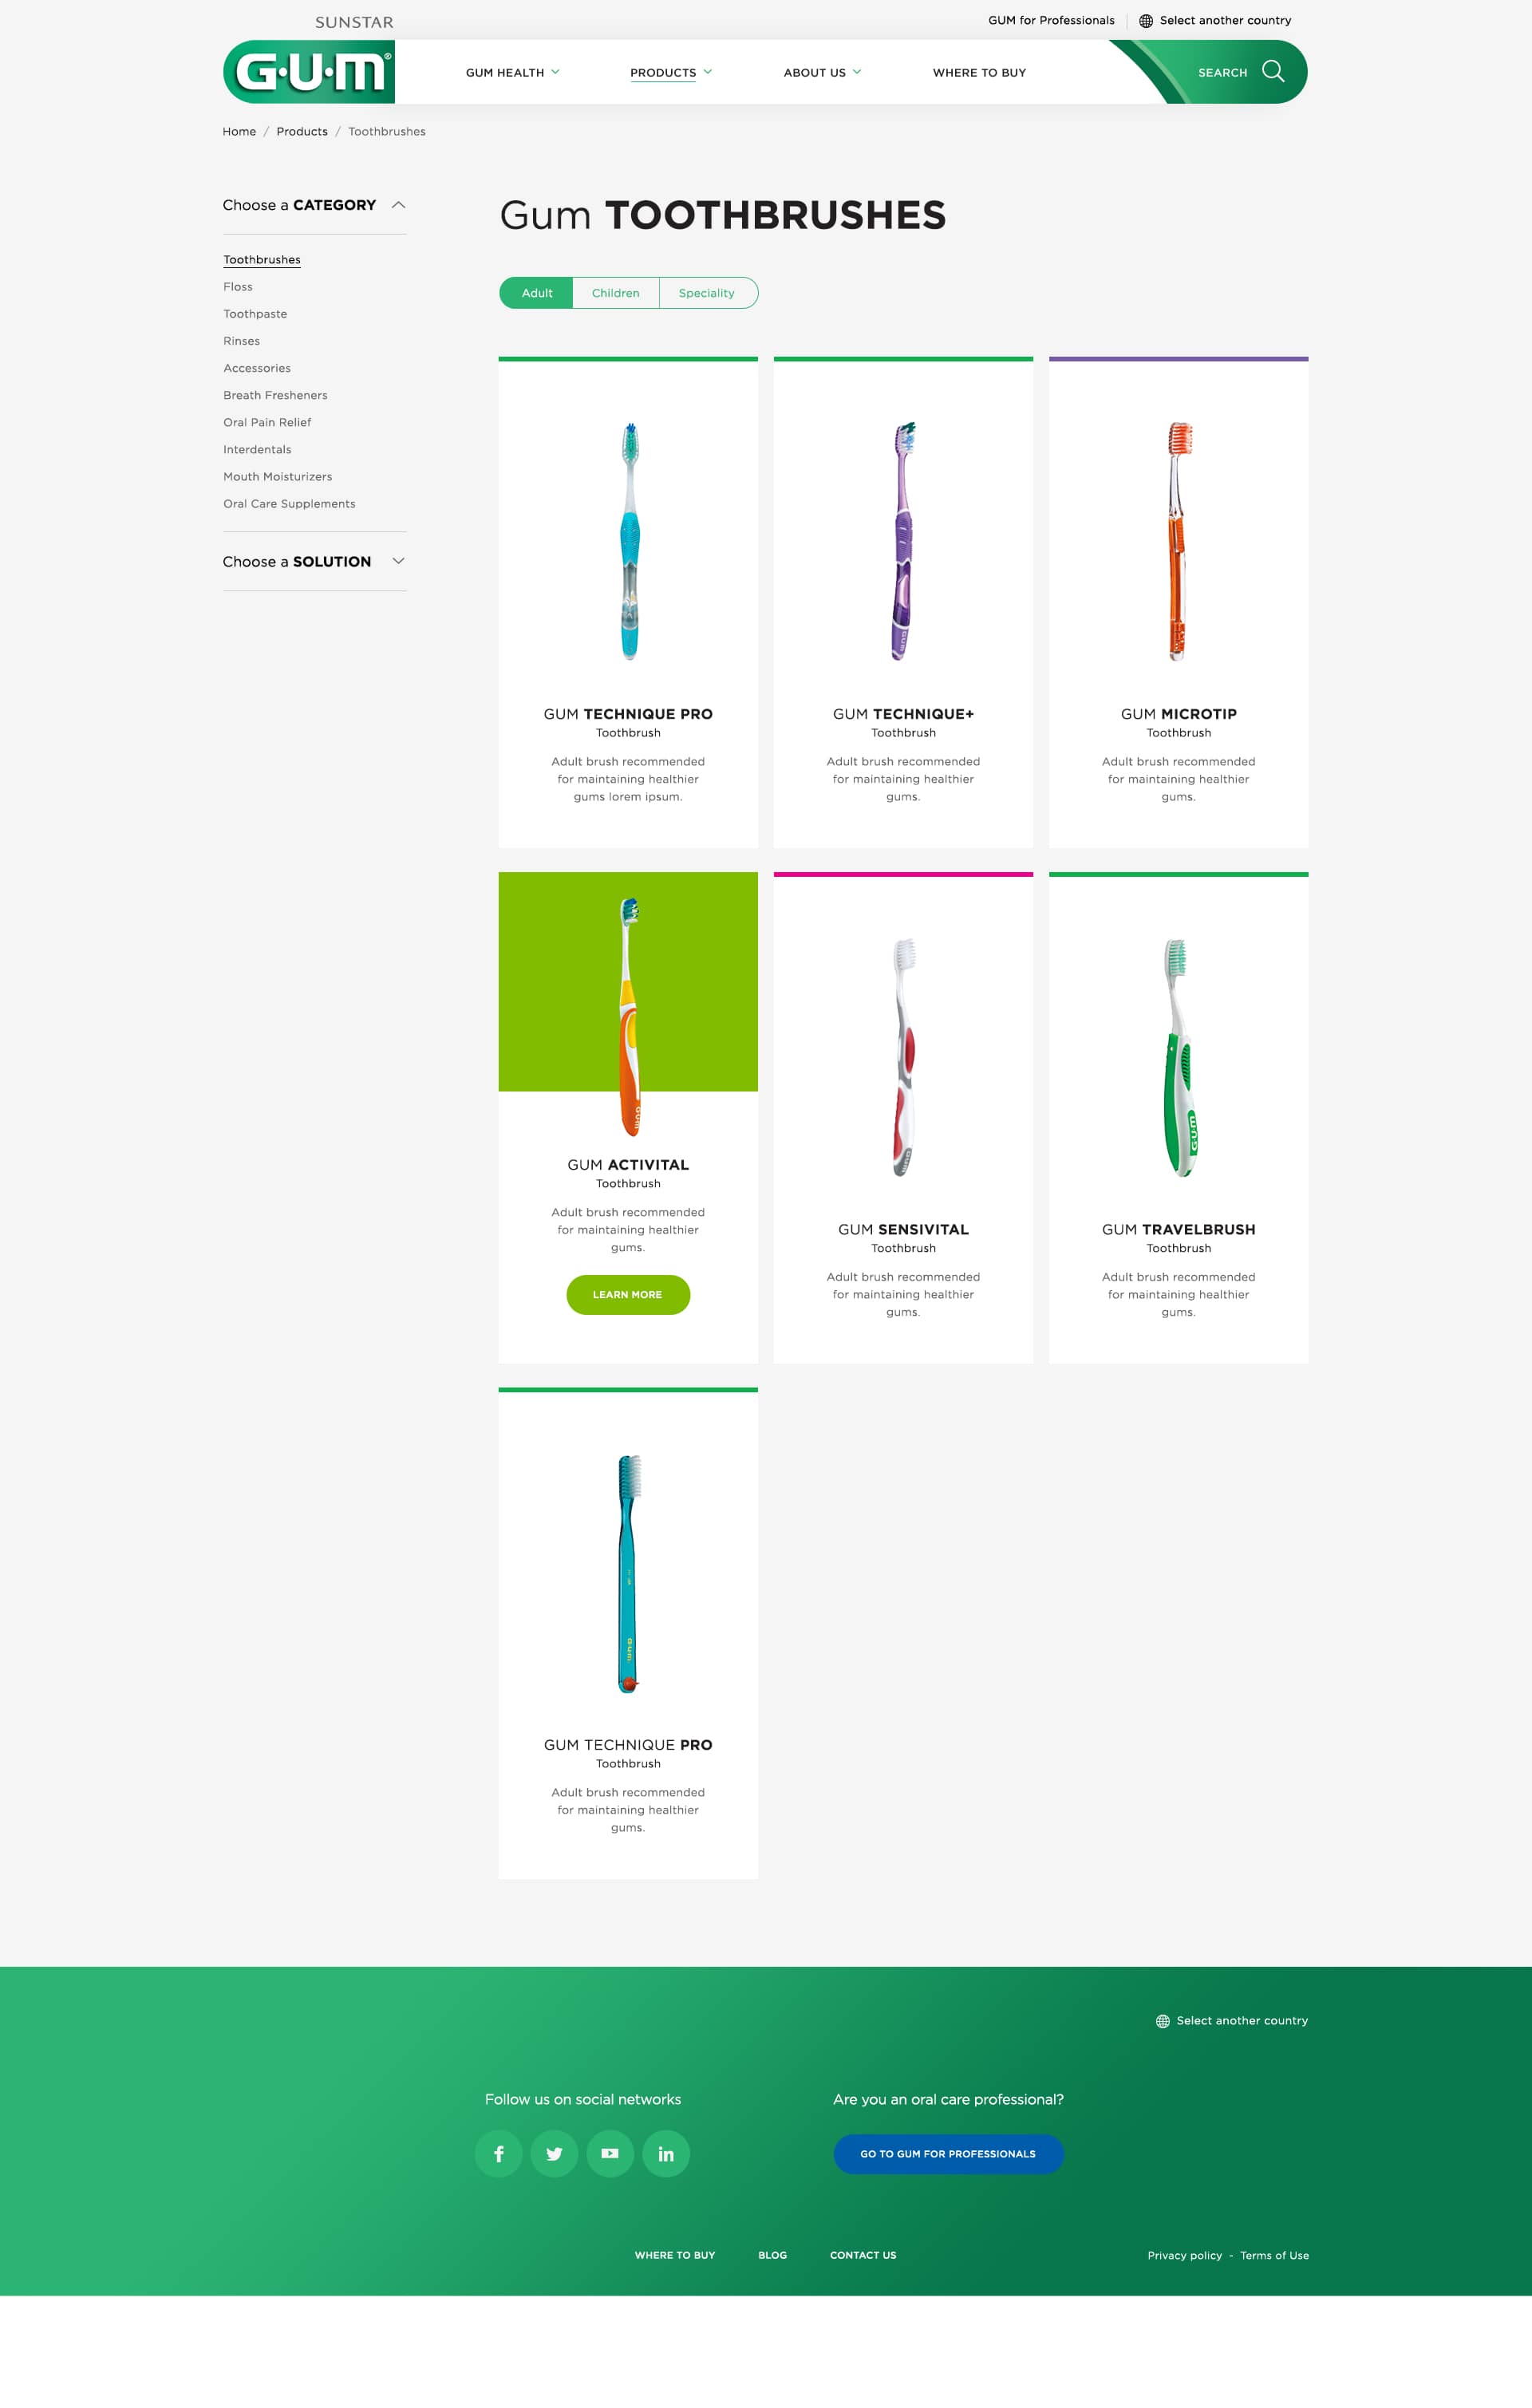 SUNSTAR
GUM for Professionals
Select another country
G·U·M®
GUM HEALTH
PRODUCTS
ABOUT US
WHERE TO BUY
SEARCH
Home / Products / Toothbrushes
Choose a CATEGORY
Toothbrushes
Floss
Toothpaste
Rinses
Accessories
Breath Fresheners
Oral Pain Relief
Interdentals
Mouth Moisturizers
Oral Care Supplements
Choose a SOLUTION
Gum TOOTHBRUSHES
Adult
Children
Speciality
GUM TECHNIQUE PRO
Toothbrush
Adult brush recommended
for maintaining healthier
gums lorem ipsum.
GUM TECHNIQUE+
Toothbrush
Adult brush recommended
for maintaining healthier
gums.
GUM MICROTIP
Toothbrush
Adult brush recommended
for maintaining healthier
gums.
G·U·M
GUM ACTIVITAL
Toothbrush
Adult brush recommended
for maintaining healthier
gums.
LEARN MORE
GUM SENSIVITAL
Toothbrush
Adult brush recommended
for maintaining healthier
gums.
G·U·M
GUM TRAVELBRUSH
Toothbrush
Adult brush recommended
for maintaining healthier
gums.
G·U·M
GUM TECHNIQUE PRO
Toothbrush
Adult brush recommended
for maintaining healthier
gums.
Select another country
Follow us on social networks
Are you an oral care professional?
GO TO GUM FOR PROFESSIONALS
WHERE TO BUY
BLOG
CONTACT US
Privacy policy - Terms of Use